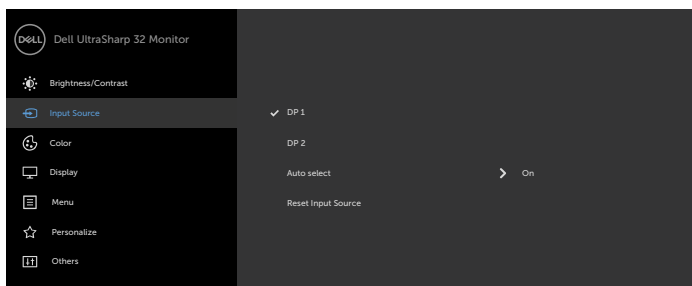 DELL Dell UltraSharp 32 Monitor
Brightness/Contrast
Input Source
DP 1
Color
DP 2
Display
Auto select On
Menu
Reset Input Source
Personalize
Others